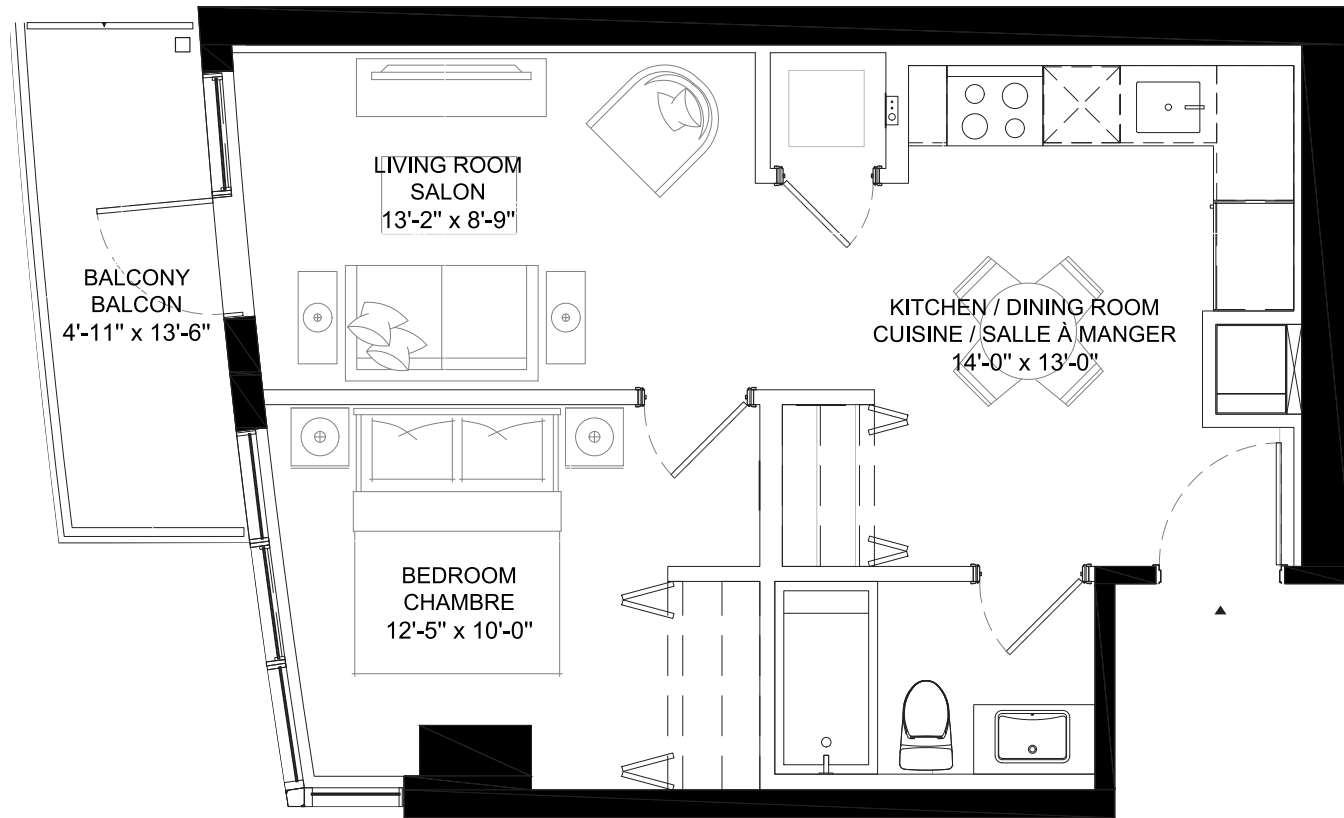 LIVING ROOM
SALON
13'-2" x 8'-9"
BALCONY
BALCON
4'-11" x 13'-6"
KITCHEN / DINING ROOM
CUISINE / SALLE À MANGER
14'-0" x 13'-0"
BEDROOM
CHAMBRE
12'-5" x 10'-0"